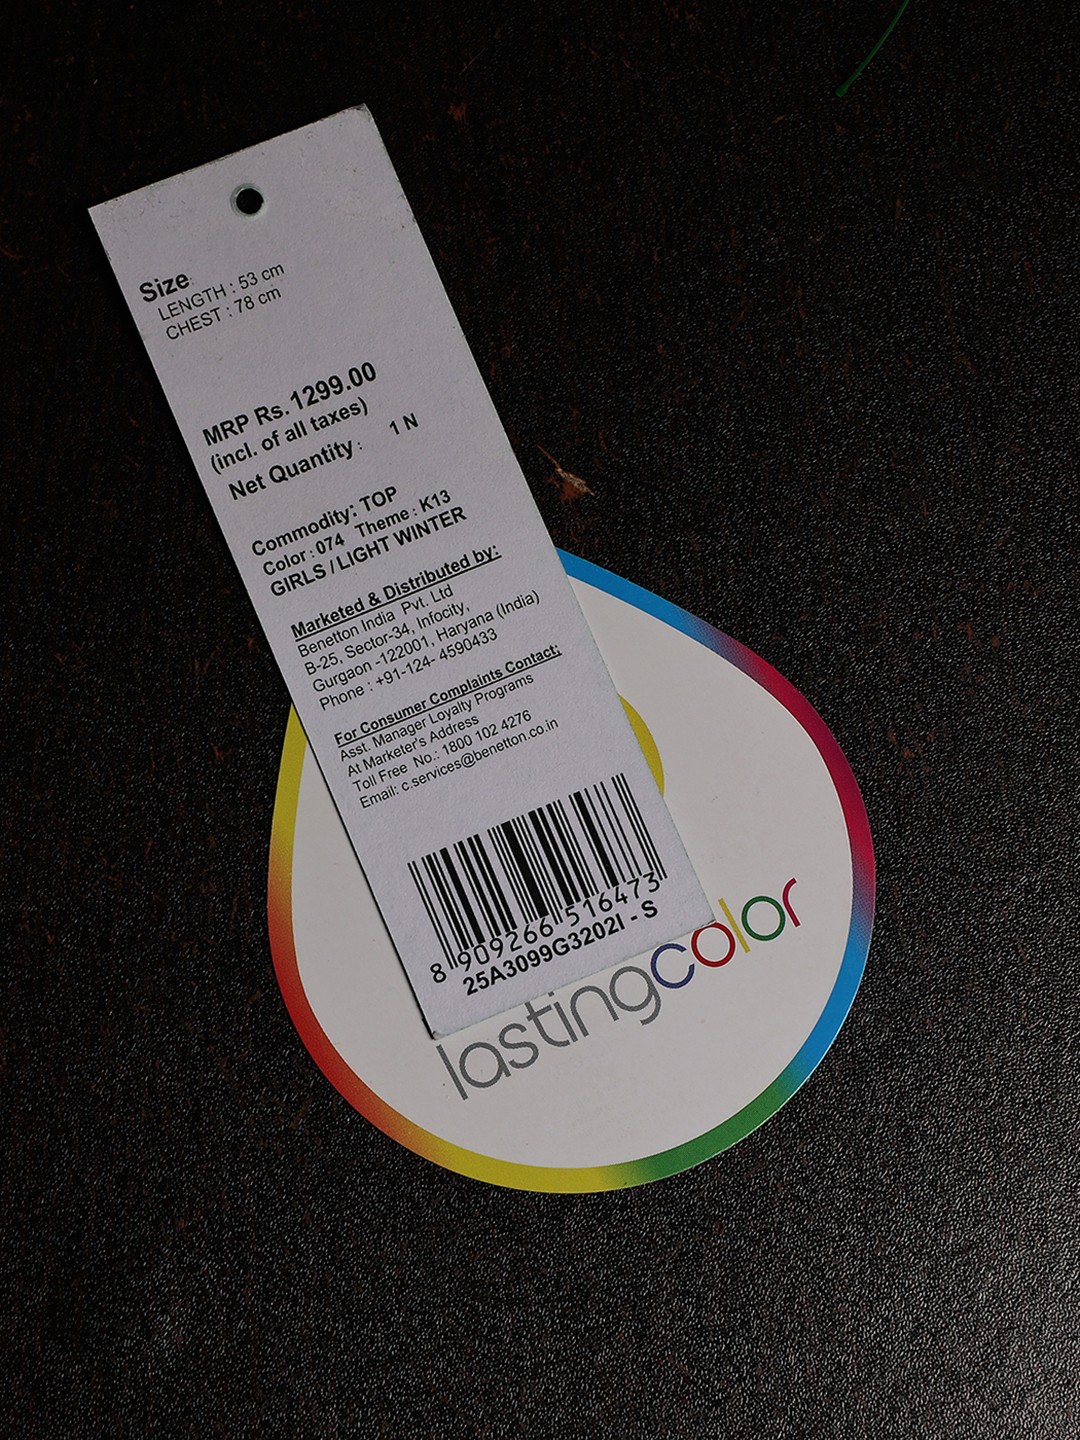 Size:
LENGTH : 53 cm
CHEST : 78 cm
MRP Rs. 1299.00
(incl. of all taxes)
Net Quantity : 1 N
Commodity: TOP
Color : 074 Theme : K13
GIRLS / LIGHT WINTER
Marketed & Distributed by:
Benetton India Pvt. Ltd
B-25, Sector-34, Infocity,
Gurgaon -122001, Haryana (India)
Phone : +91-124- 4590433
For Consumer Complaints Contact:
Asst. Manager Loyalty Programs
At Marketer's Address
Toll Free No.: 1800 102 4276
Email: c.services@benetton.co.in
8 909266 516473
25A3099G3202I - S
lastingcolor